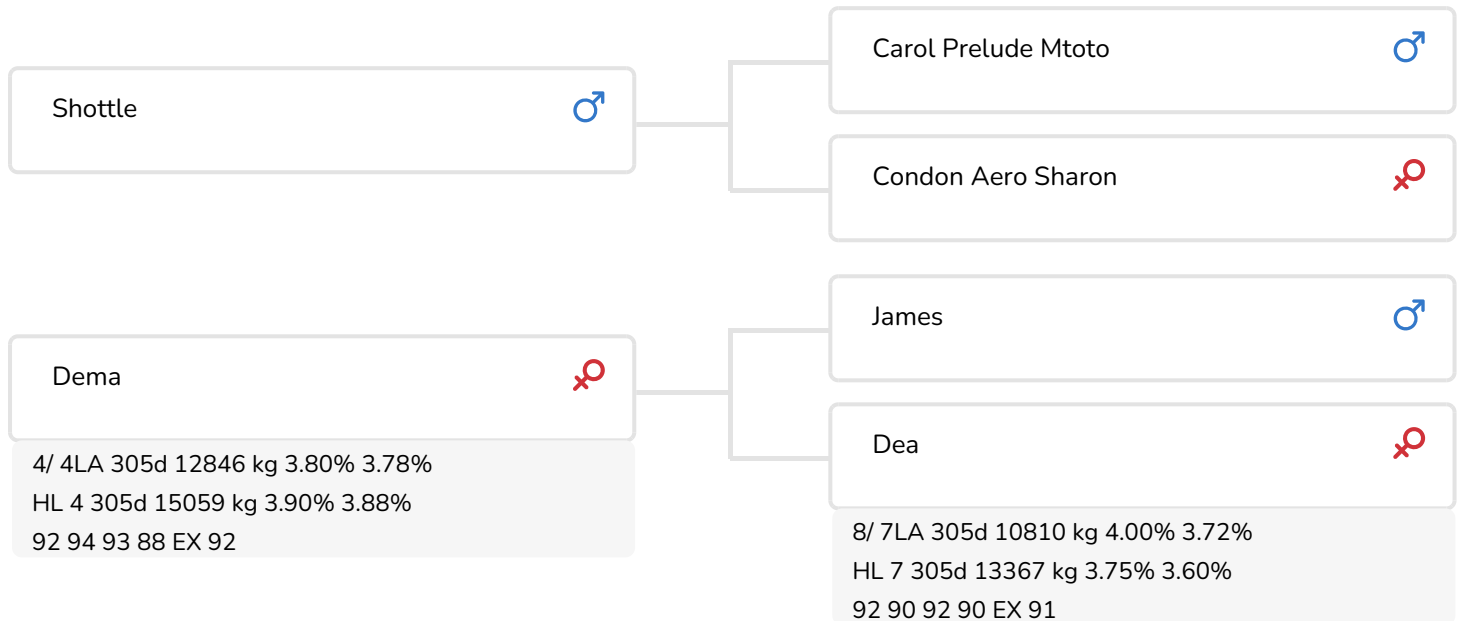 Shottle
Carol Prelude Mtoto
Condon Aero Sharon
Dema
4/ 4LA 305d 12846 kg 3.80% 3.78%
HL 4 305d 15059 kg 3.90% 3.88%
92 94 93 88 EX 92
James
Dea
8/ 7LA 305d 10810 kg 4.00% 3.72%
HL 7 305d 13367 kg 3.75% 3.60%
92 90 92 90 EX 91